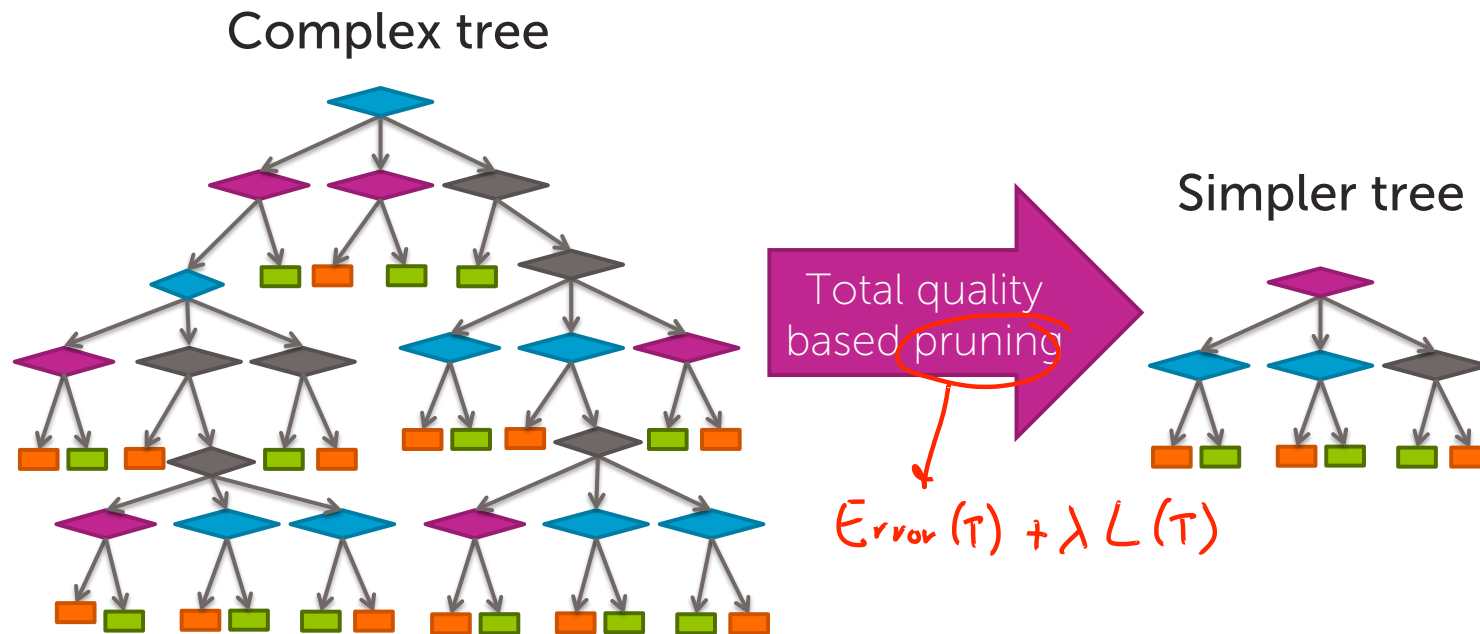 Complex tree
Simpler tree
Total quality
based pruning
Error (T) + λ L (T)